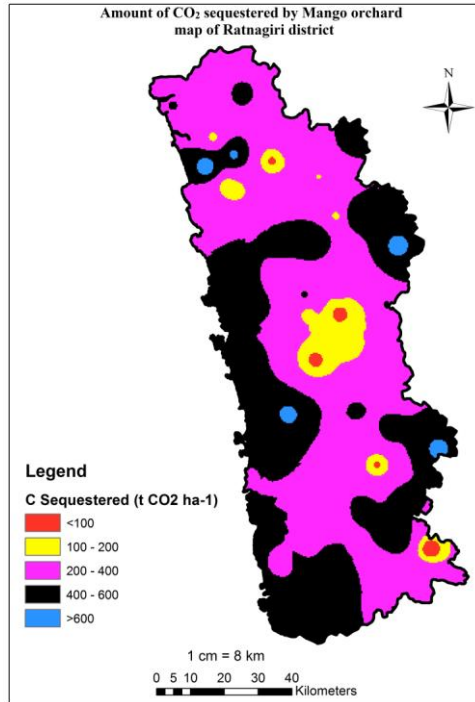 Amount of CO₂ sequestered by Mango orchard
map of Ratnagiri district
N
Legend
C Sequestered (t CO2 ha-1)
<100
100 - 200
200 - 400
400 - 600
>600
1 cm = 8 km
0 5 10 20 30 40
Kilometers